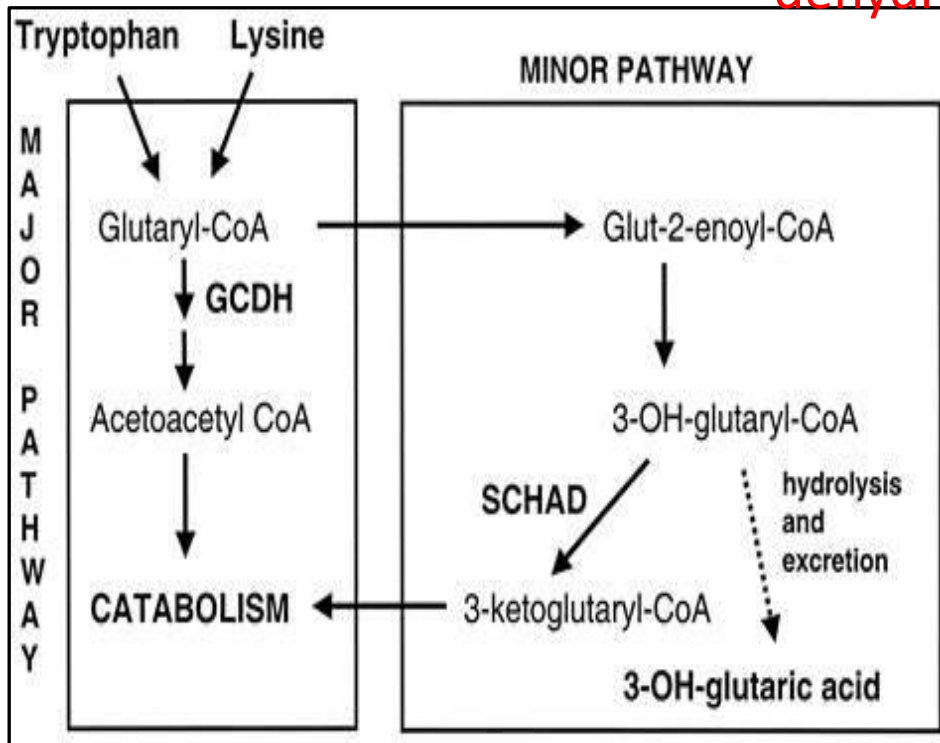 Tryptophan Lysine
MINOR PATHWAY
MAJOR PATHWAY
Glutaryl-CoA
Glut-2-enoyl-CoA
GCDH
Acetoacetyl CoA
3-OH-glutaryl-CoA
SCHAD
hydrolysis
and
excretion
CATABOLISM
3-ketoglutaryl-CoA
3-OH-glutaric acid